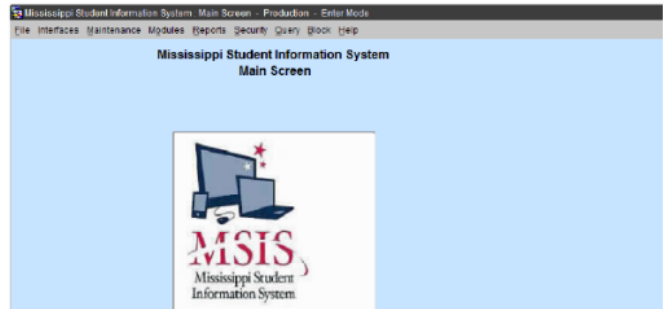 Mississippi Student Information System: Main Screen - Production - Enter Mode
File Interfaces Maintenance Modules Reports Security Query Block Help
Mississippi Student Information System
Main Screen
MSIS
Mississippi Student
Information System